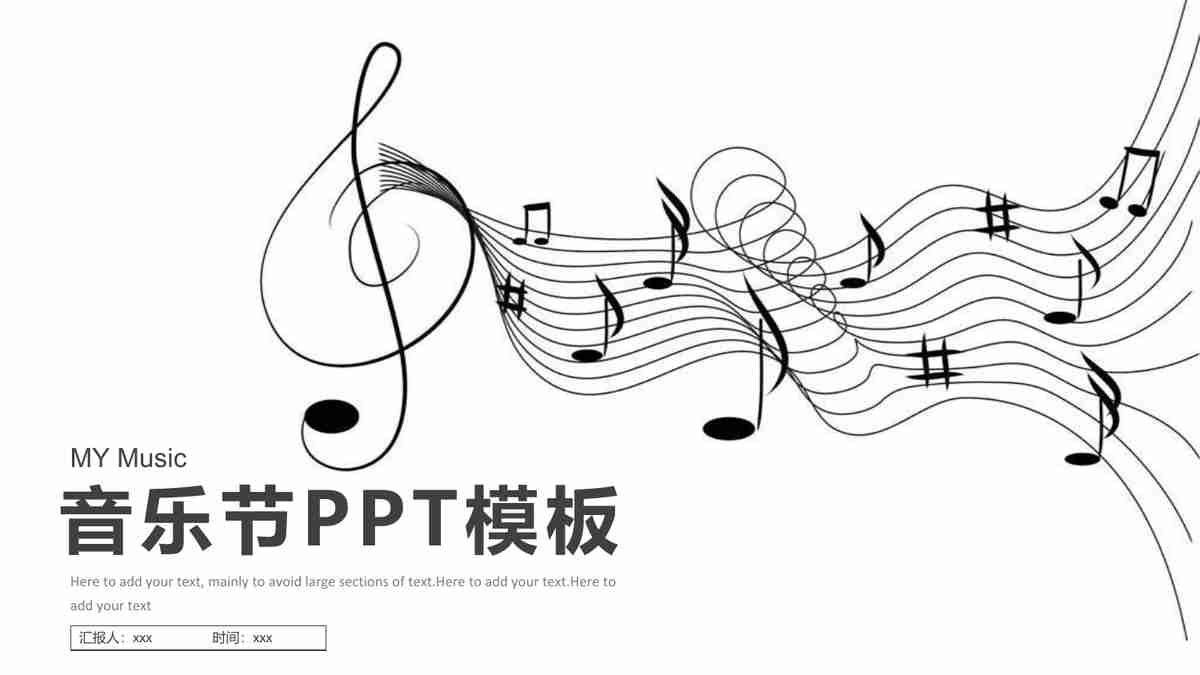 MY Music
音乐节PPT模板
Here to add your text, mainly to avoid large sections of text.Here to add your text.Here to
add your text
汇报人：xxx 时间：xxx